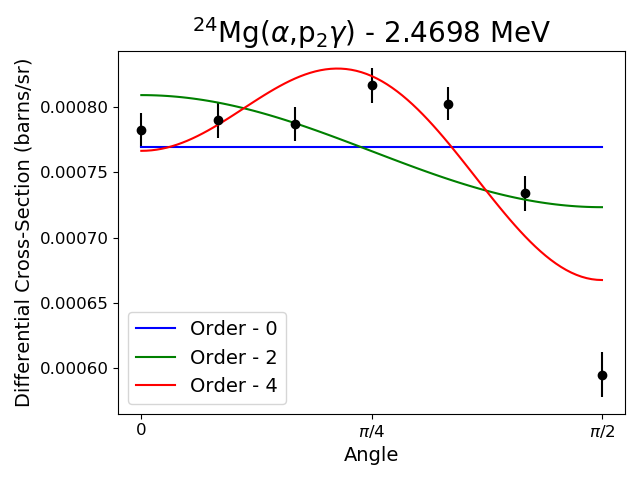 ²⁴Mg(α,p₂γ) - 2.4698 MeV
Differential Cross-Section (barns/sr)
0.00080
0.00075
0.00070
0.00065
0.00060
Order - 0
Order - 2
Order - 4
0
π/4
π/2
Angle